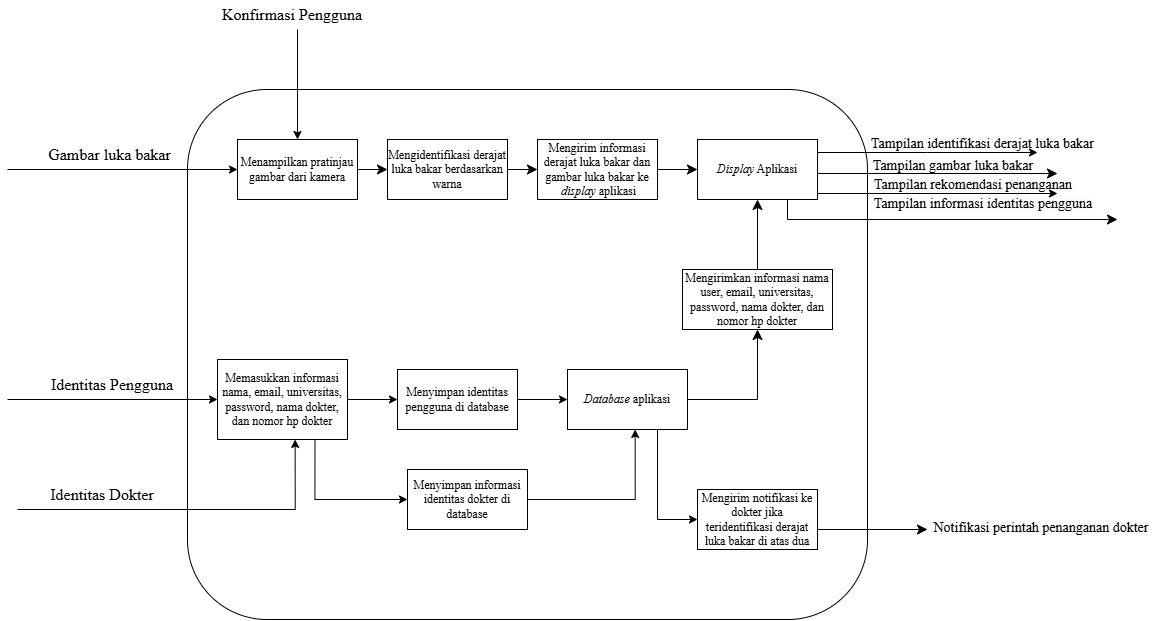 Konfirmasi Pengguna
Gambar luka bakar
Menampilkan pratinjau
gambar dari kamera
Mengidentifikasi derajat
luka bakar berdasarkan
warna
Mengirim informasi
derajat luka bakar dan
gambar luka bakar ke
display aplikasi
Display Aplikasi
Tampilan identifikasi derajat luka bakar
Tampilan gambar luka bakar
Tampilan rekomendasi penanganan
Tampilan informasi identitas pengguna
Mengirimkan informasi nama
user, email, universitas,
password, nama dokter, dan
nomor hp dokter
Identitas Pengguna
Memasukkan informasi
nama, email, universitas,
password, nama dokter,
dan nomor hp dokter
Menyimpan identitas
pengguna di database
Database aplikasi
Identitas Dokter
Menyimpan informasi
identitas dokter di
database
Mengirim notifikasi ke
dokter jika
teridentifikasi derajat
luka bakar di atas dua
Notifikasi perintah penanganan dokter